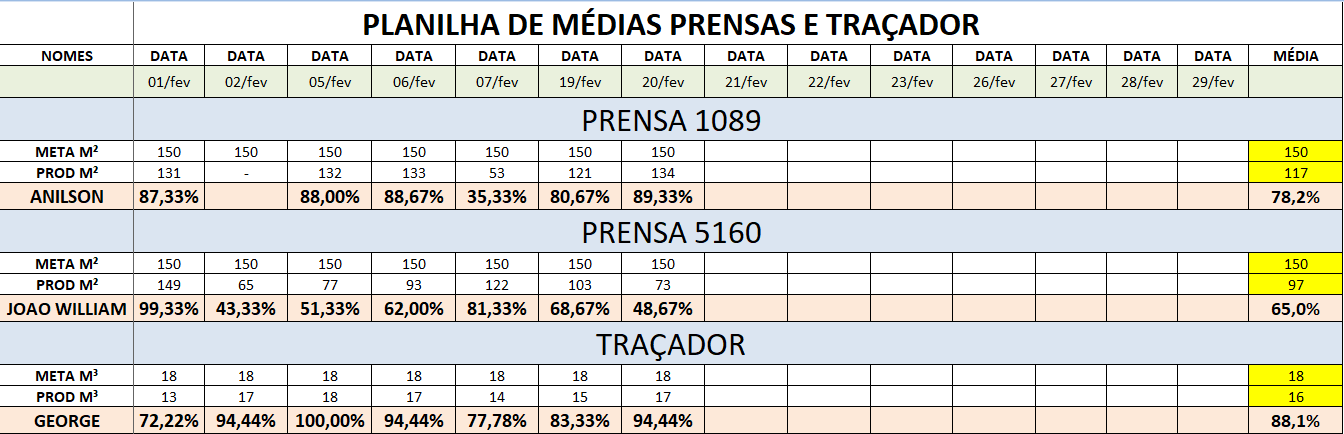 PLANILHA DE MÉDIAS PRENSAS E TRAÇADOR
NOMES DATA DATA DATA DATA DATA DATA DATA DATA DATA DATA DATA DATA DATA DATA MÉDIA
01/fev 02/fev 05/fev 06/fev 07/fev 19/fev 20/fev 21/fev 22/fev 23/fev 26/fev 27/fev 28/fev 29/fev
PRENSA 1089
META M² 150 150 150 150 150 150 150 150
PROD M² 131 - 132 133 53 121 134 117
ANILSON 87,33% 88,00% 88,67% 35,33% 80,67% 89,33% 78,2%
PRENSA 5160
META M² 150 150 150 150 150 150 150 150
PROD M² 149 65 77 93 122 103 73 97
JOAO WILLIAM 99,33% 43,33% 51,33% 62,00% 81,33% 68,67% 48,67% 65,0%
TRAÇADOR
META M³ 18 18 18 18 18 18 18 18
PROD M³ 13 17 18 17 14 15 17 16
GEORGE 72,22% 94,44% 100,00% 94,44% 77,78% 83,33% 94,44% 88,1%